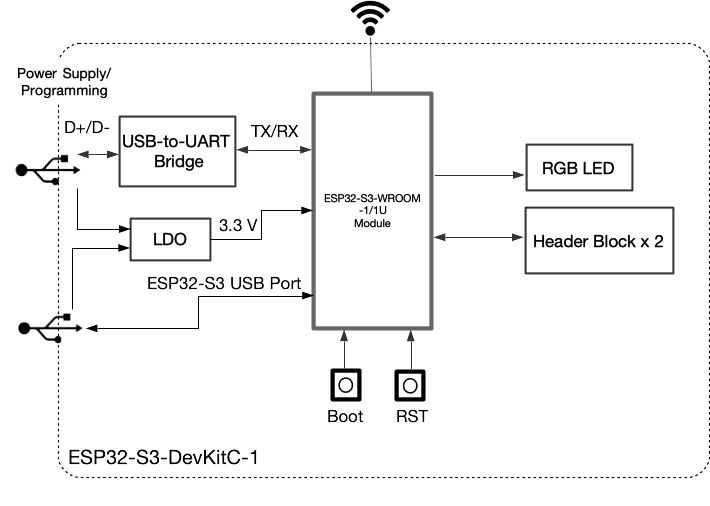 Power Supply/
Programming
D+/D-
USB-to-UART
Bridge
TX/RX
ESP32-S3-WROOM
-1/1U
Module
RGB LED
LDO
3.3 V
Header Block x 2
ESP32-S3 USB Port
Boot
RST
ESP32-S3-DevKitC-1